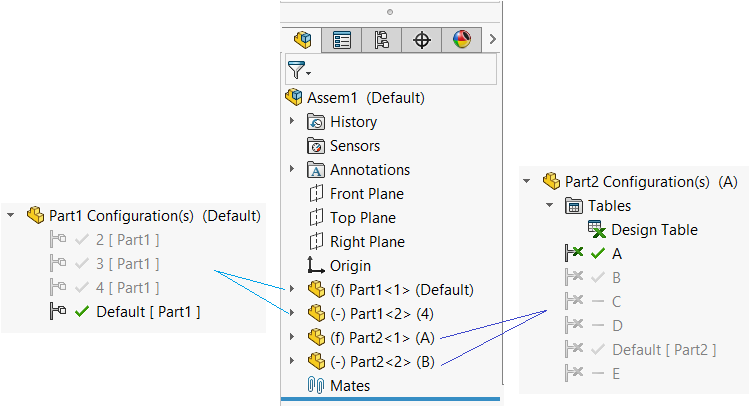 Part1 Configuration(s) (Default)
2 [ Part1 ]
3 [ Part1 ]
4 [ Part1 ]
Default [ Part1 ]
Assem1 (Default)
History
Sensors
A Annotations
Front Plane
Top Plane
Right Plane
Origin
(f) Part1<1> (Default)
(-) Part1<2> (4)
(f) Part2<1> (A)
(-) Part2<2> (B)
Mates
Part2 Configuration(s) (A)
Tables
Design Table
A
B
C
D
Default [ Part2 ]
E